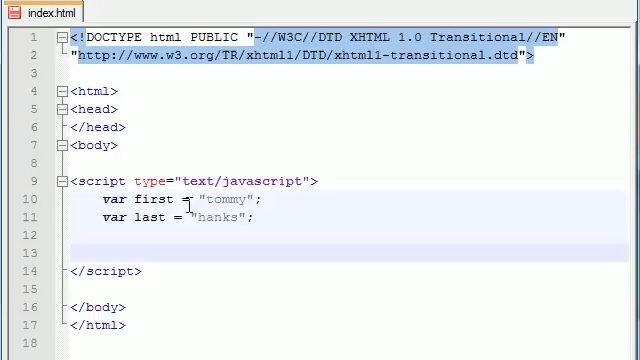 index.html
1 <!DOCTYPE html PUBLIC "-//W3C//DTD XHTML 1.0 Transitional//EN"
2 "http://www.w3.org/TR/xhtml1/DTD/xhtml1-transitional.dtd">
3
4 <html>
5 <head>
6 </head>
7 <body>
8
9 <script type="text/javascript">
10 var first = "tommy";
11 var last = "hanks";
12
13
14 </script>
15
16 </body>
17 </html>
18